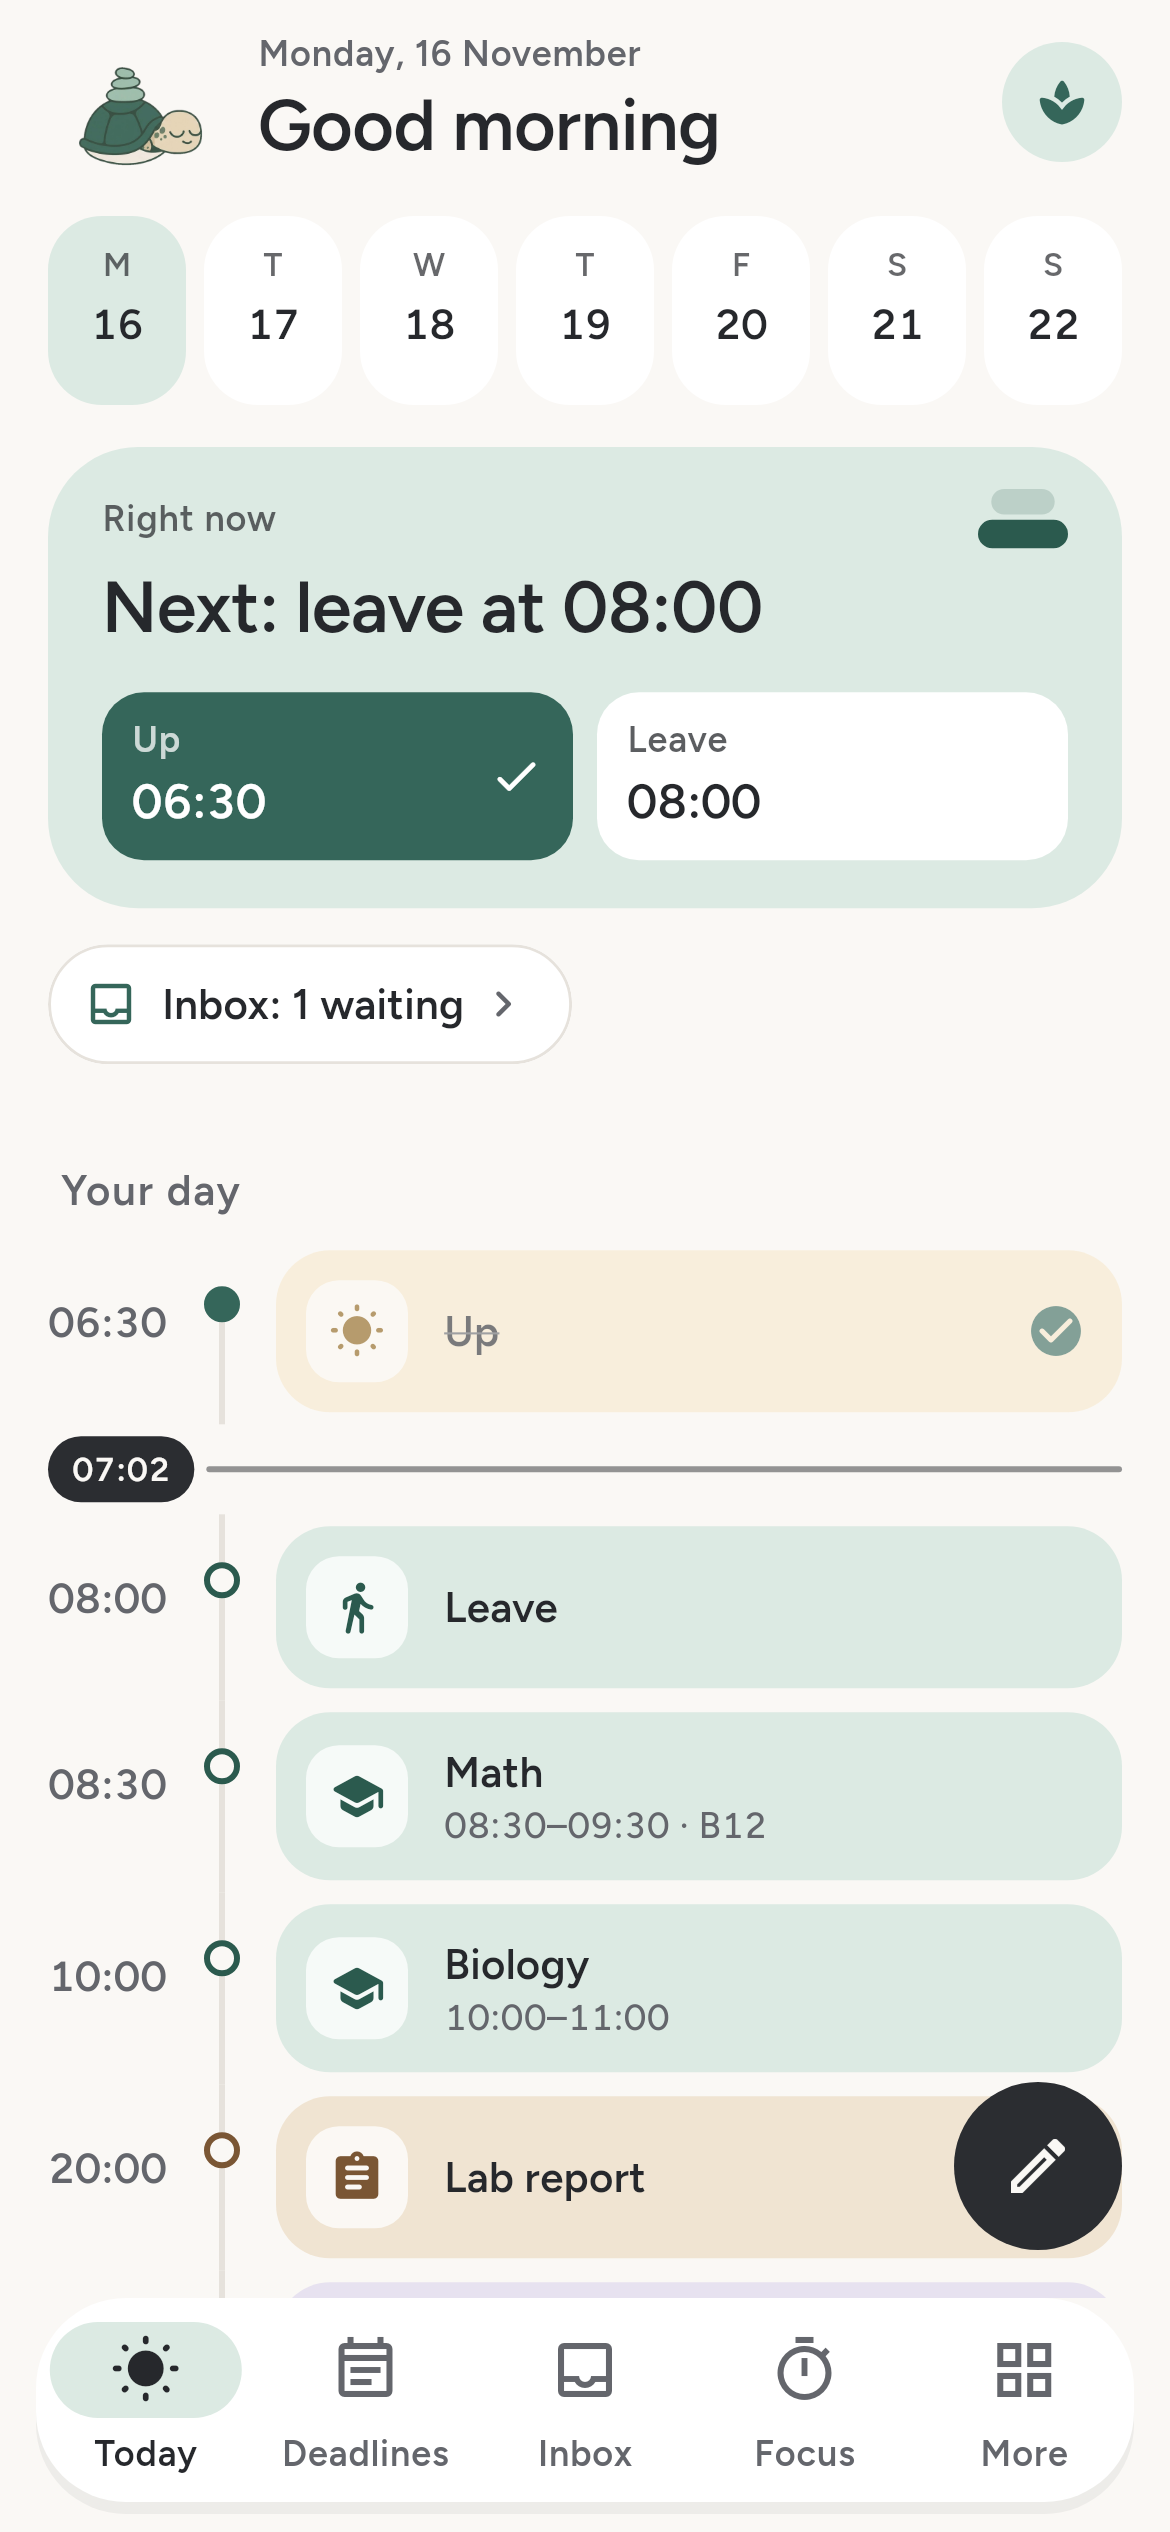 Monday, 16 November
Good morning
M T W T F S S
16 17 18 19 20 21 22
Right now
Next: leave at 08:00
Up Leave
06:30 08:00
Inbox: 1 waiting
Your day
06:30 Up
07:02
08:00 Leave
08:30 Math
08:30–09:30 · B12
10:00 Biology
10:00–11:00
20:00 Lab report
Today Deadlines Inbox Focus More